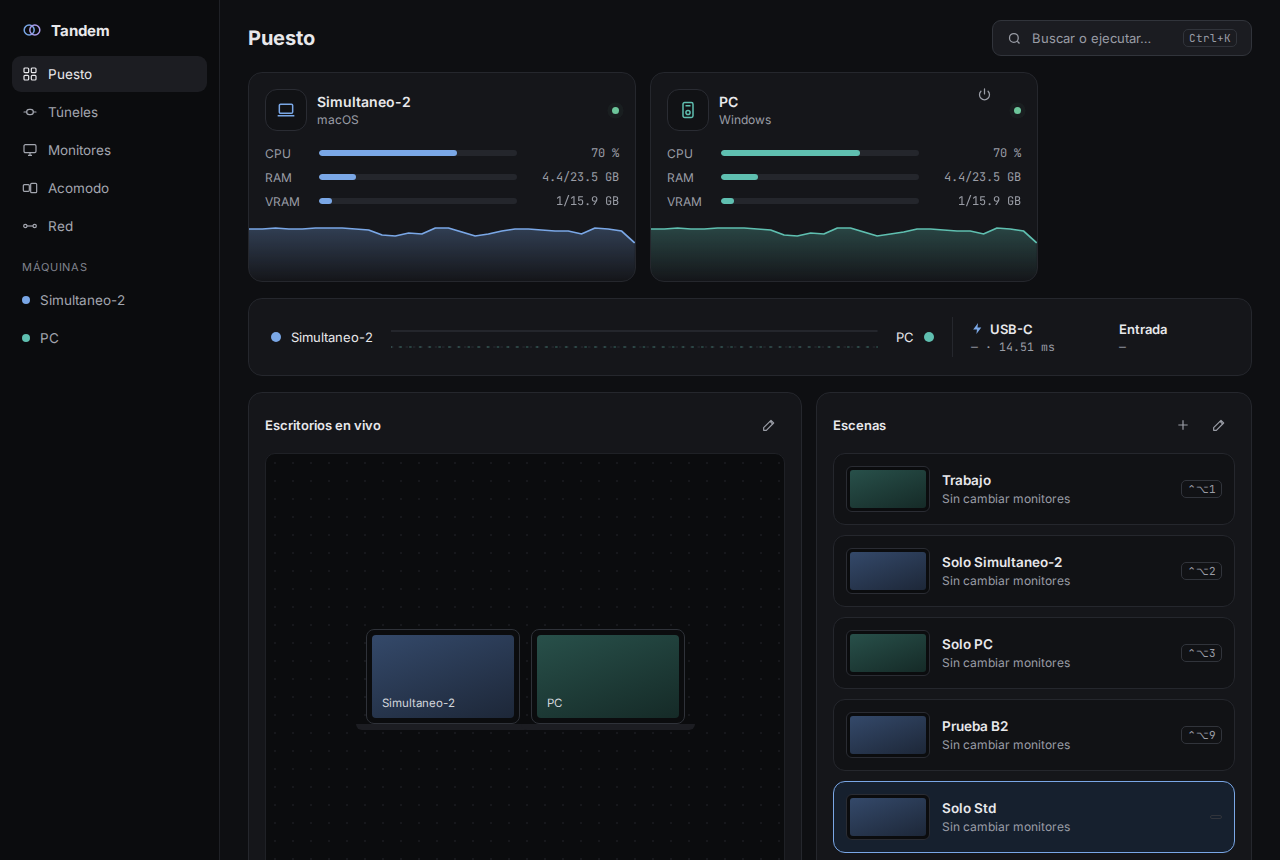 Tandem
Puesto
Túneles
Monitores
Acomodo
Red
MÁQUINAS
Simultaneo-2
PC
Puesto
Buscar o ejecutar...
Ctrl+K
Simultaneo-2
macOS
CPU
70 %
RAM
4.4/23.5 GB
VRAM
1/15.9 GB
PC
Windows
CPU
70 %
RAM
4.4/23.5 GB
VRAM
1/15.9 GB
Simultaneo-2
PC
USB-C
— · 14.51 ms
Entrada
—
Escritorios en vivo
Simultaneo-2
PC
Escenas
Trabajo
Sin cambiar monitores
⌃⌥1
Solo Simultaneo-2
Sin cambiar monitores
⌃⌥2
Solo PC
Sin cambiar monitores
⌃⌥3
Prueba B2
Sin cambiar monitores
⌃⌥9
Solo Std
Sin cambiar monitores